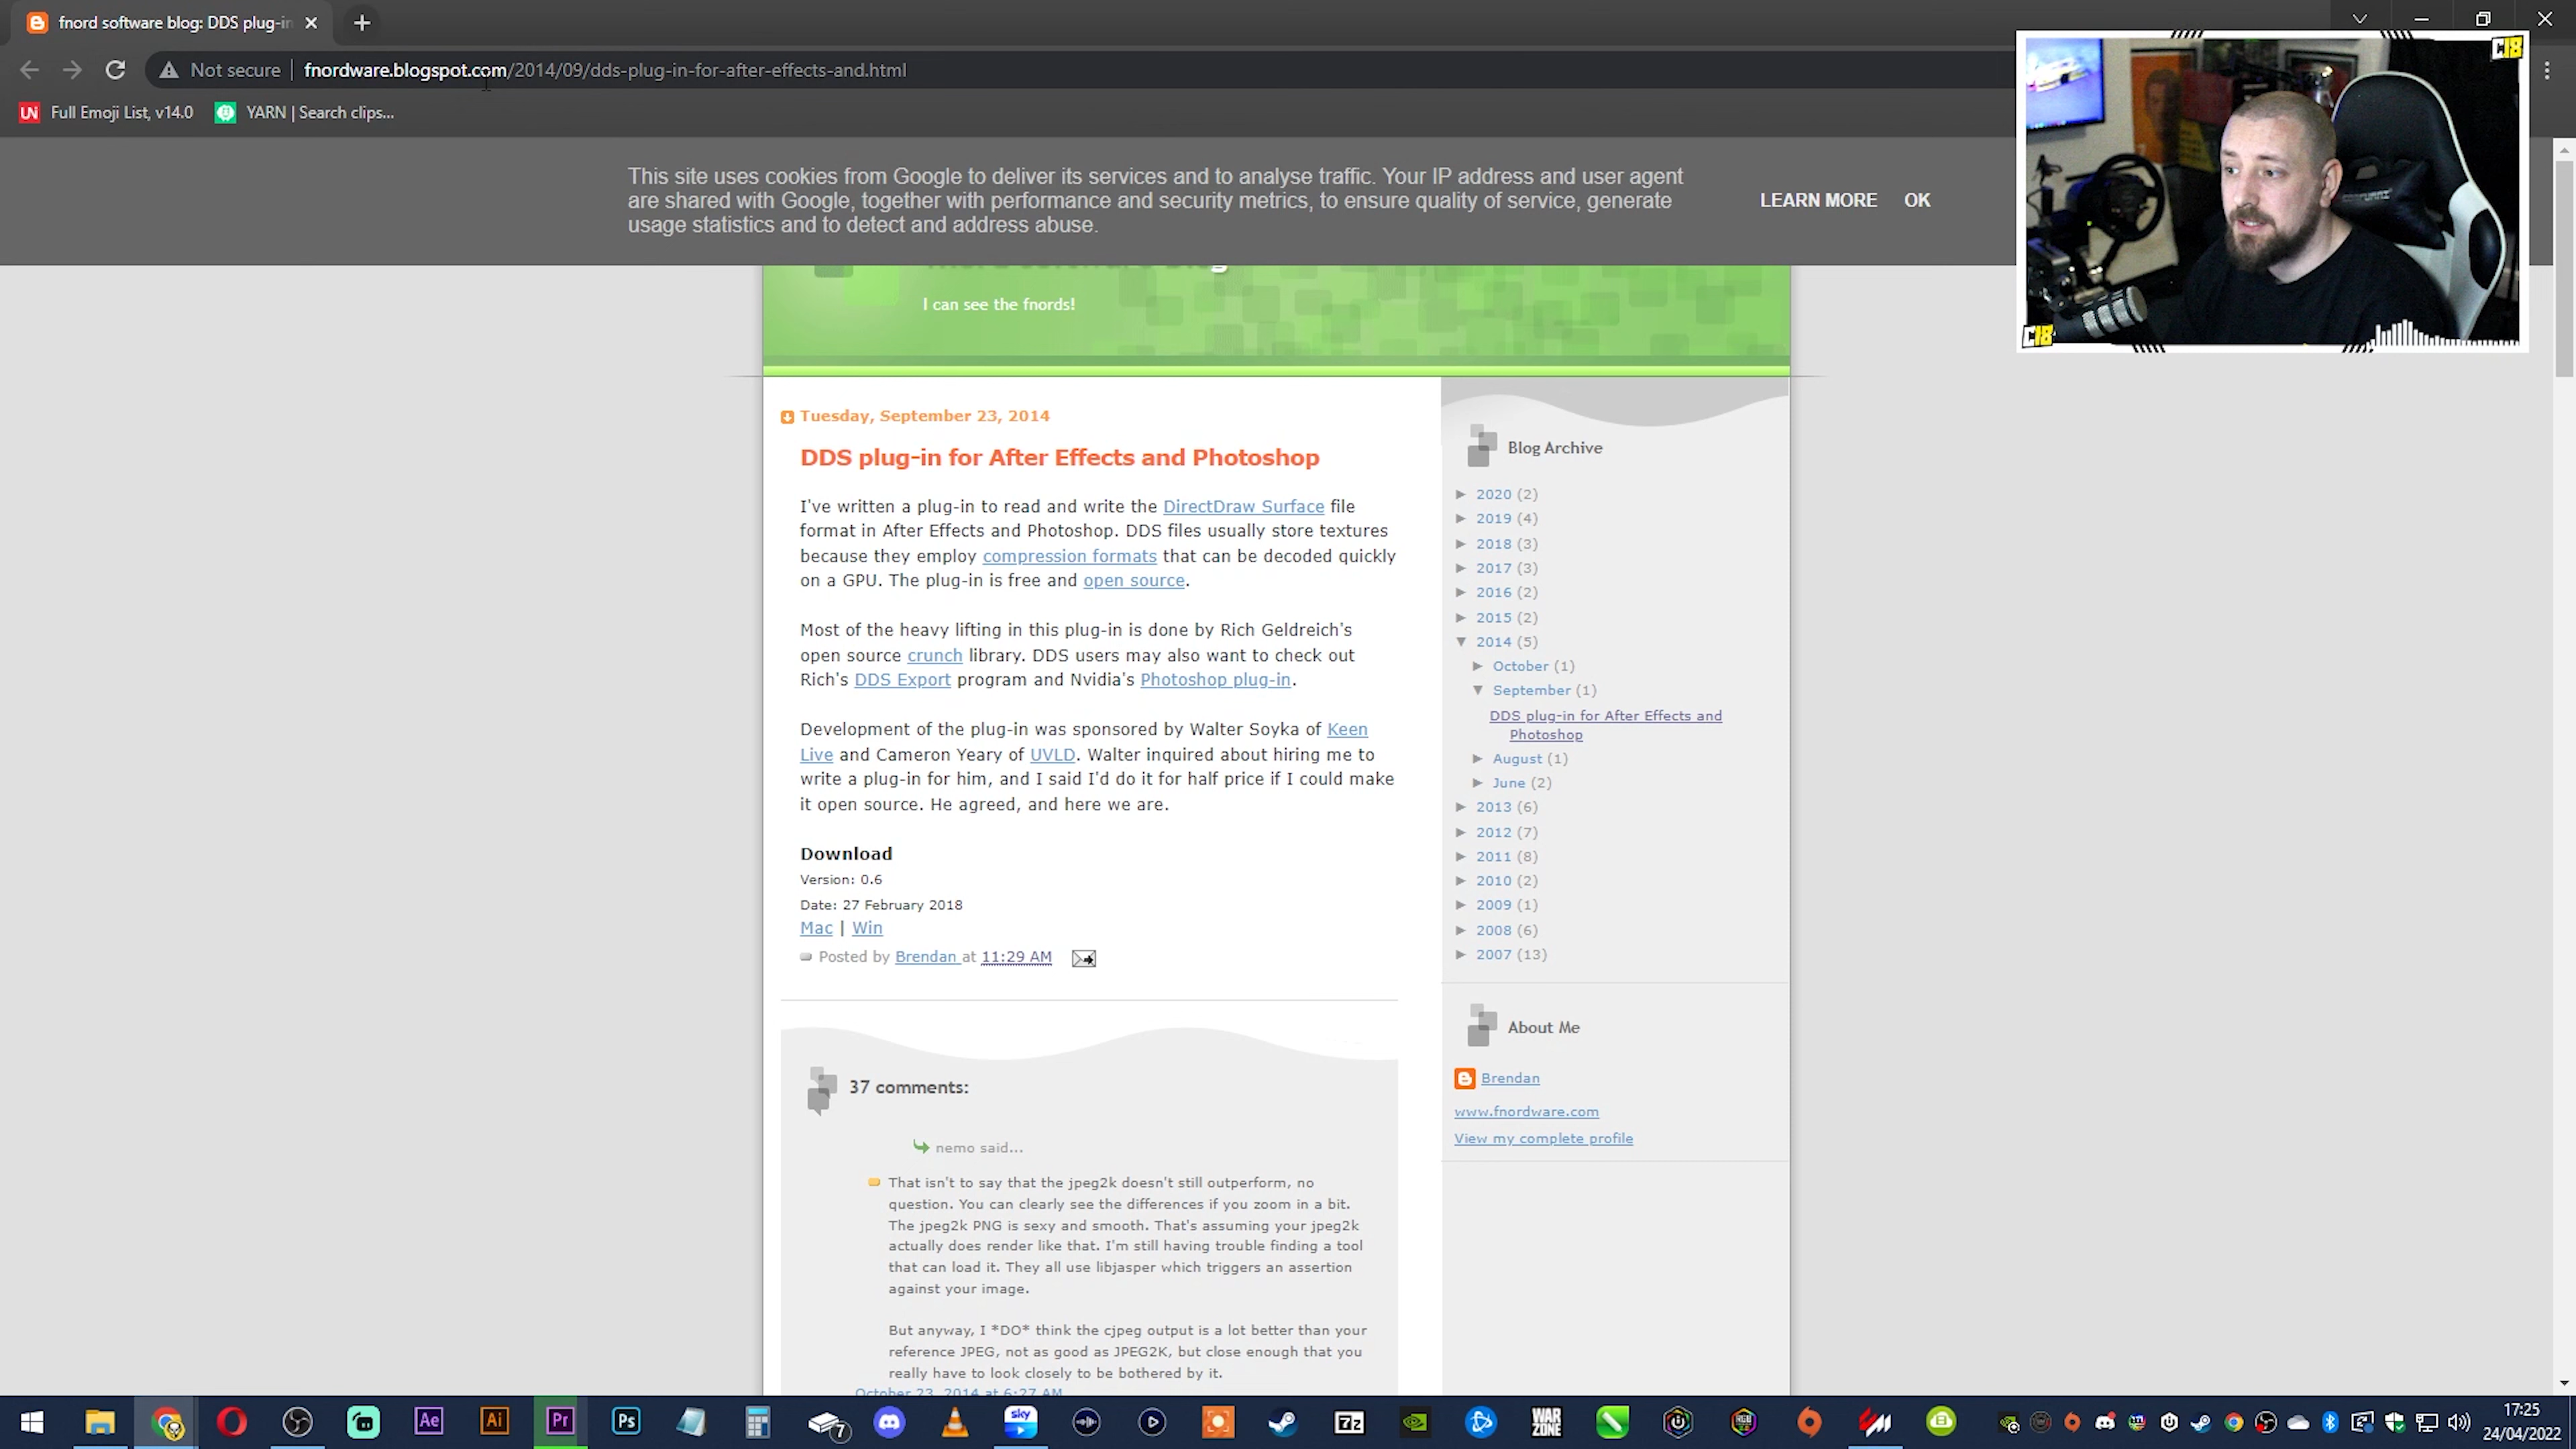 fnord software blog: DDS plug-in
Not secure
fnordware.blogspot.com/2014/09/dds-plug-in-for-after-effects-and.html
Full Emoji List, v14.0
YARN | Search clips...
This site uses cookies from Google to deliver its services and to analyse traffic. Your IP address and user agent
are shared with Google, together with performance and security metrics, to ensure quality of service, generate
usage statistics and to detect and address abuse.
LEARN MORE OK
C18
C18
I can see the fnords!
Tuesday, September 23, 2014
DDS plug-in for After Effects and Photoshop
I've written a plug-in to read and write the DirectDraw Surface file
format in After Effects and Photoshop. DDS files usually store textures
because they employ compression formats that can be decoded quickly
on a GPU. The plug-in is free and open source.
Most of the heavy lifting in this plug-in is done by Rich Geldreich's
open source crunch library. DDS users may also want to check out
Rich's DDS Export program and Nvidia's Photoshop plug-in.
Development of the plug-in was sponsored by Walter Soyka of Keen
Live and Cameron Yeary of UVLD. Walter inquired about hiring me to
write a plug-in for him, and I said I'd do it for half price if I could make
it open source. He agreed, and here we are.
Download
Version: 0.6
Date: 27 February 2018
Mac | Win
Posted by Brendan at 11:29 AM
37 comments:
nemo said...
That isn't to say that the jpeg2k doesn't still outperform, no
question. You can clearly see the differences if you zoom in a bit.
The jpeg2k PNG is sexy and smooth. That's assuming your jpeg2k
actually does render like that. I'm still having trouble finding a tool
that can load it. They all use libjasper which triggers an assertion
against your image.
But anyway, I *DO* think the cjpeg output is a lot better than your
reference JPEG, not as good as JPEG2K, but close enough that you
really have to look closely to be bothered by it.
October 23, 2014 at 6:27 AM
Blog Archive
► 2020 (2)
► 2019 (4)
► 2018 (3)
► 2017 (3)
► 2016 (2)
► 2015 (2)
▼ 2014 (5)
► October (1)
▼ September (1)
DDS plug-in for After Effects and
Photoshop
► August (1)
► June (2)
► 2013 (6)
► 2012 (7)
► 2011 (8)
► 2010 (2)
► 2009 (1)
► 2008 (6)
► 2007 (13)
About Me
Brendan
www.fnordware.com
View my complete profile
Ae
Ai
Pr
Ps
7
sky
7z
WAR
ZONE
17:25
24/04/2022